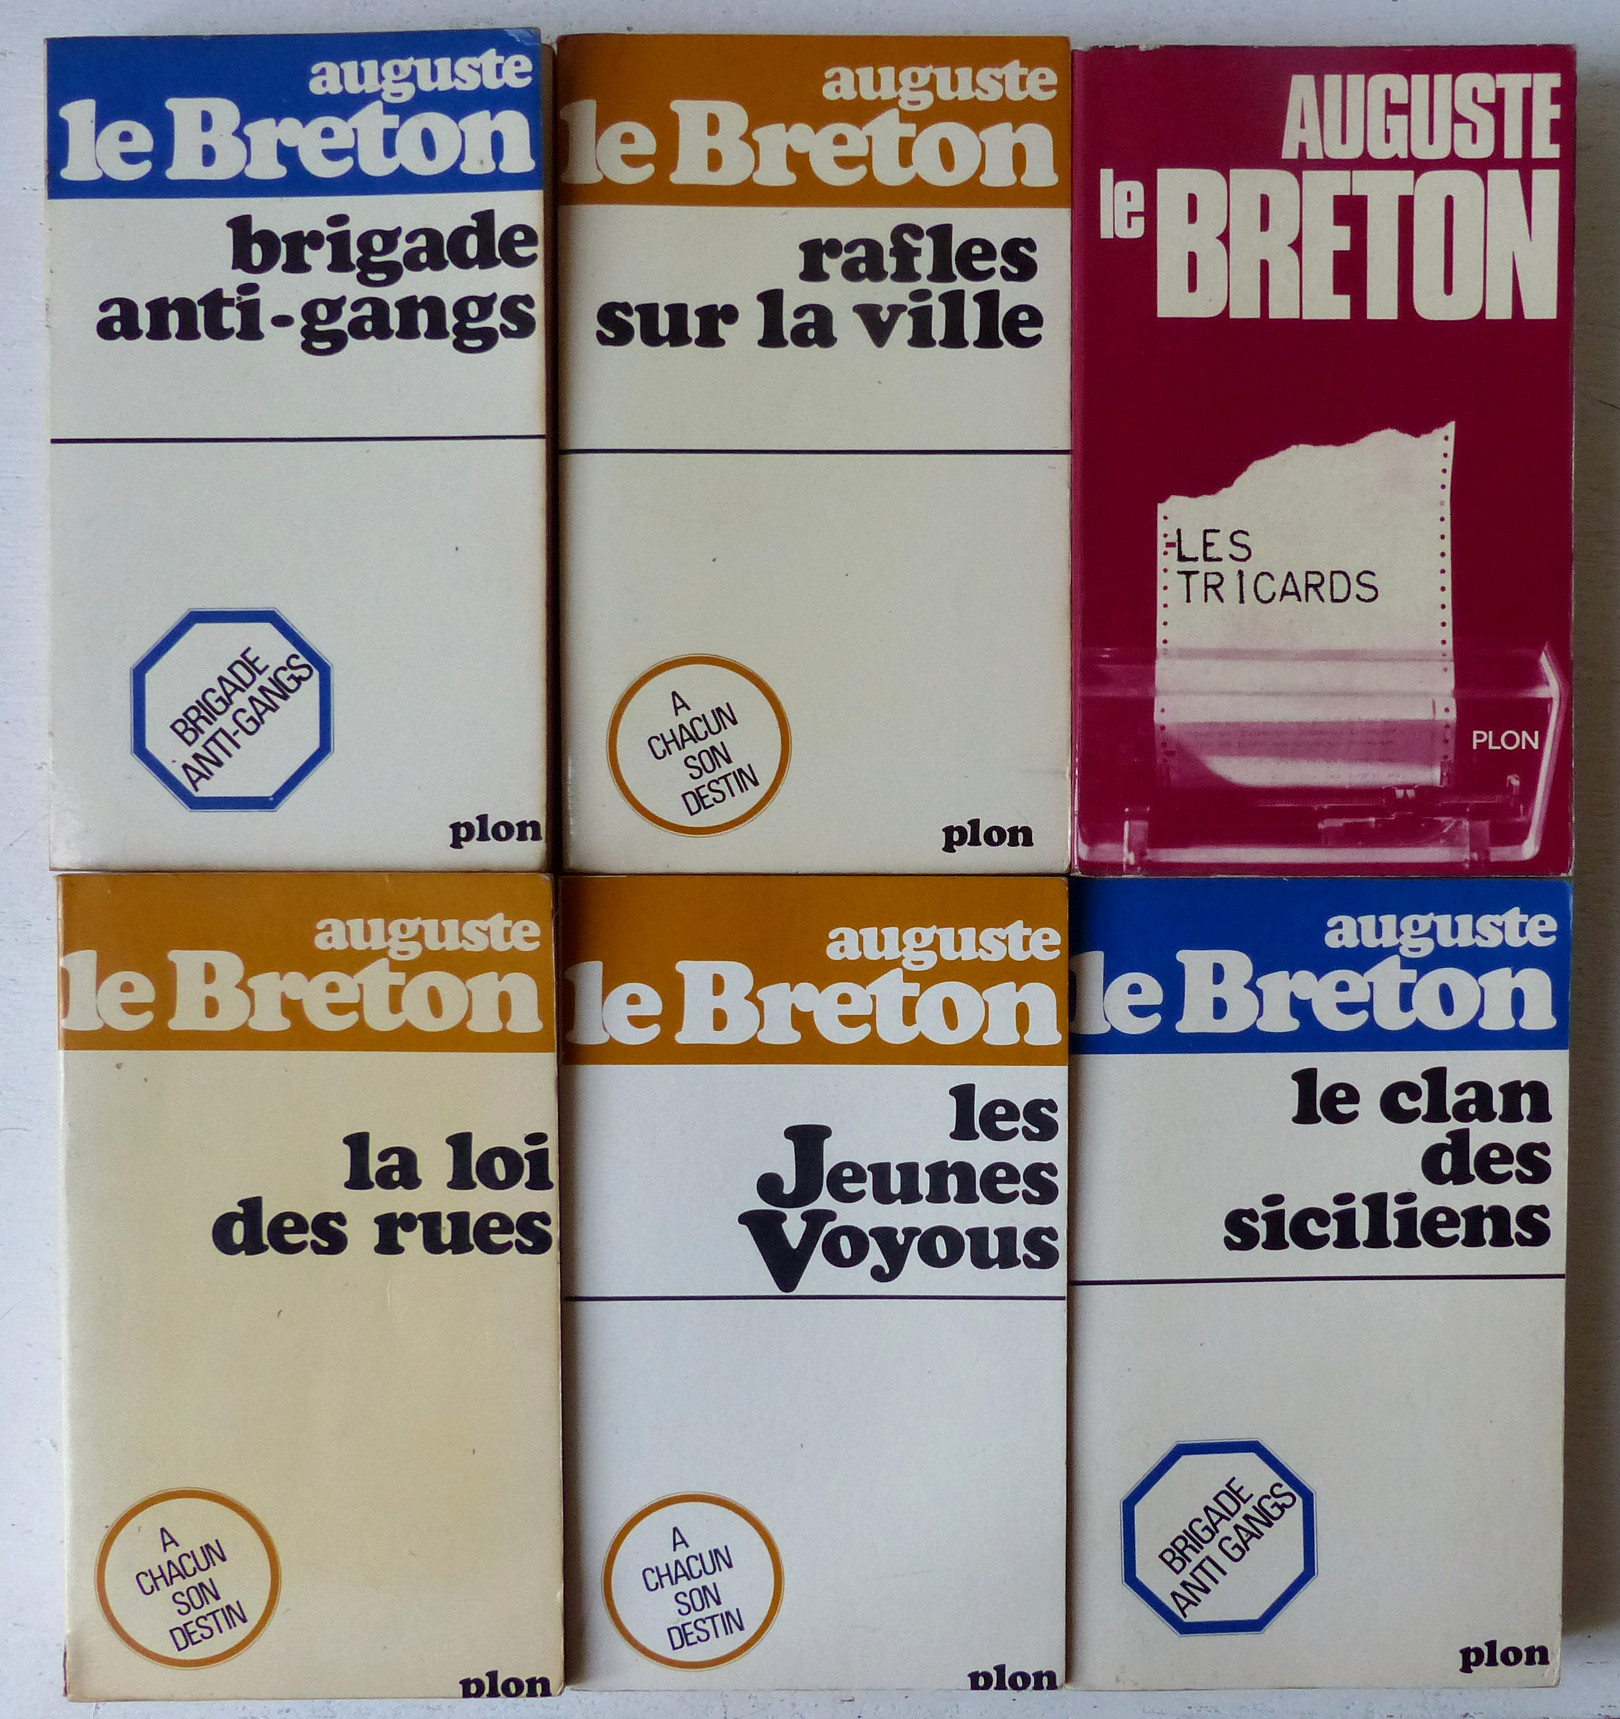 auguste
le Breton
brigade
anti-gangs
BRIGADE
ANTI-GANGS
plon
auguste
le Breton
rafles
sur la ville
A
CHACUN
SON
DESTIN
plon
AUGUSTE
le BRETON
LES
TRICARDS
PLON
auguste
le Breton
la loi
des rues
A
CHACUN
SON
DESTIN
plon
auguste
le Breton
les
Jeunes
Voyous
A
CHACUN
SON
DESTIN
plon
auguste
le Breton
le clan
des
siciliens
BRIGADE
ANTI GANGS
plon